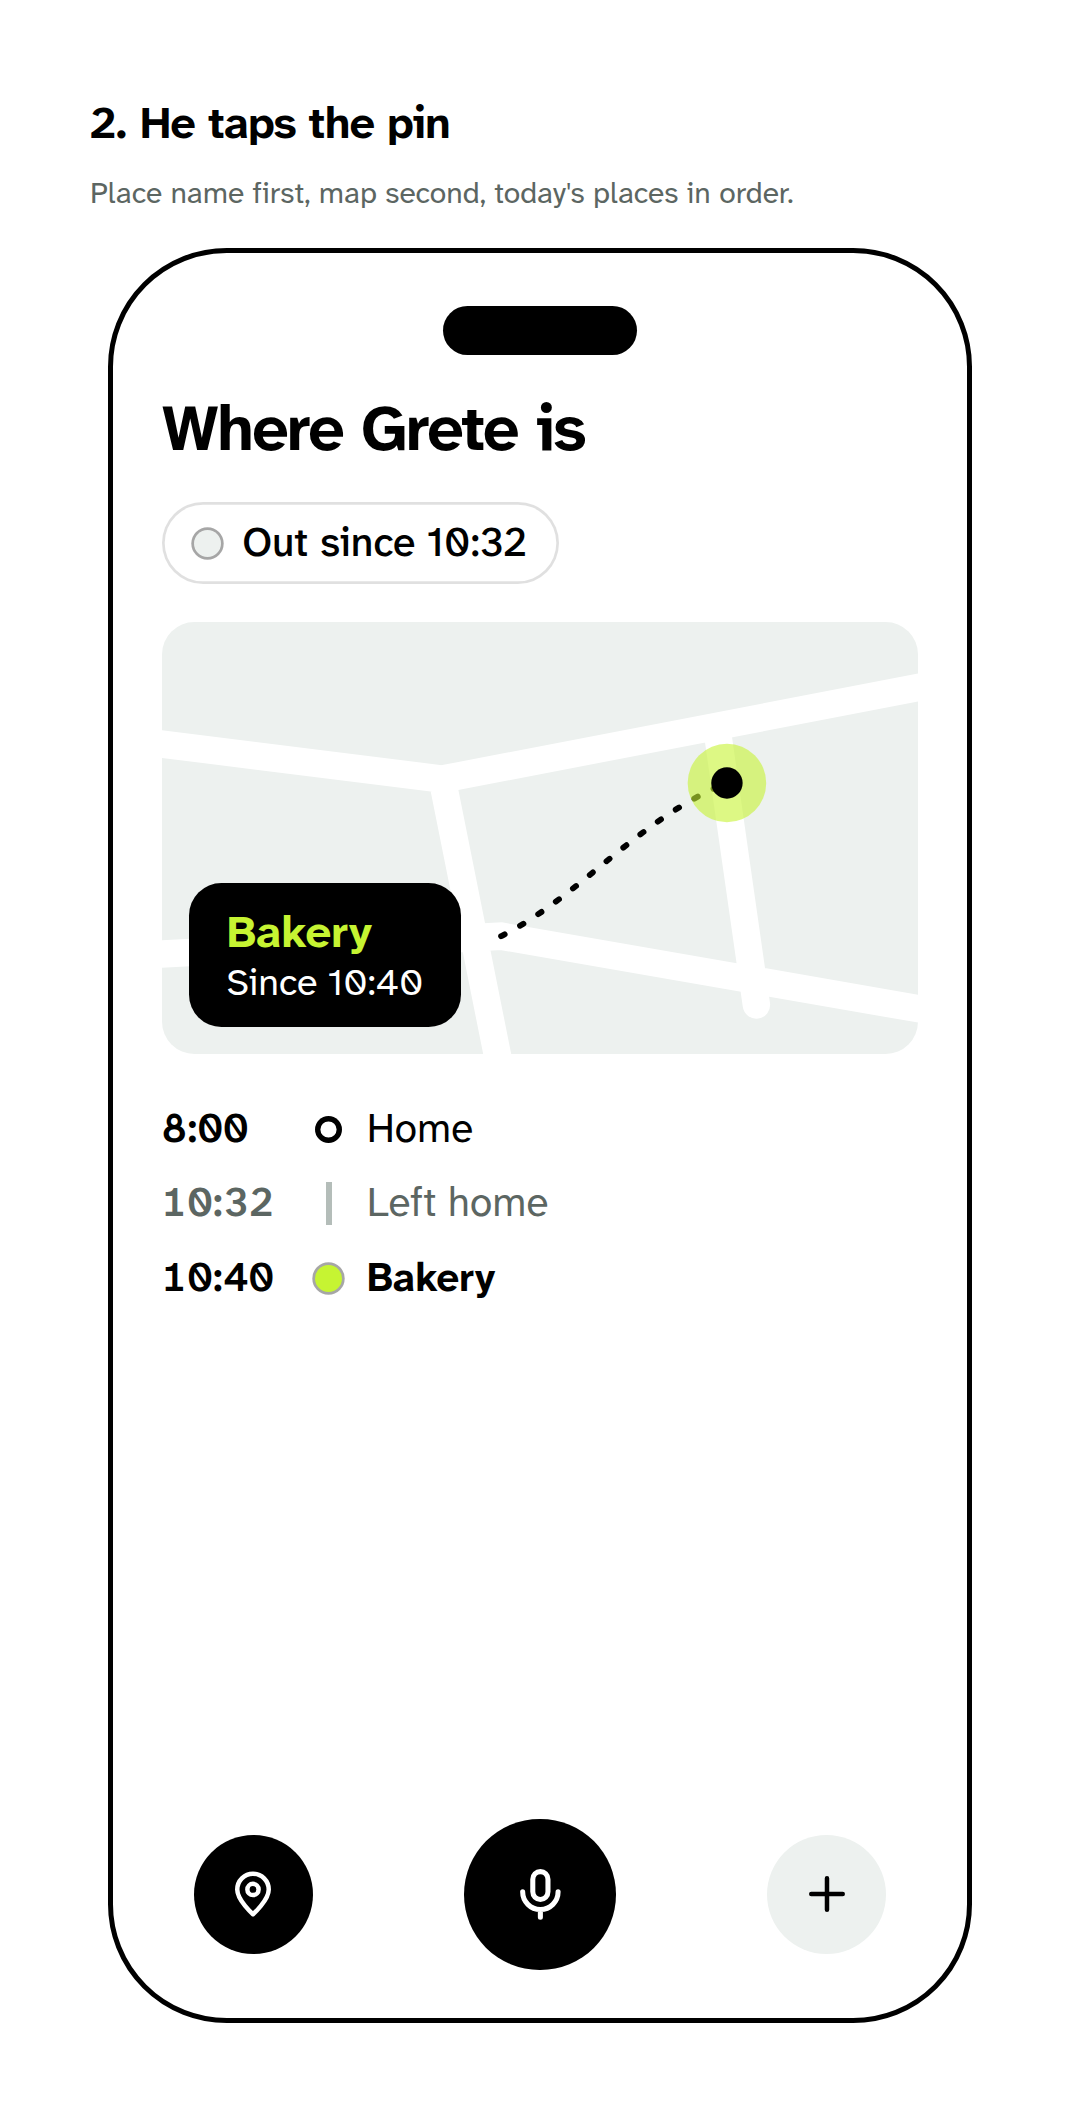 2. He taps the pin
Place name first, map second, today's places in order.
Where Grete is
Out since 10:32
Bakery
Since 10:40
8:00 Home
10:32 Left home
10:40 Bakery